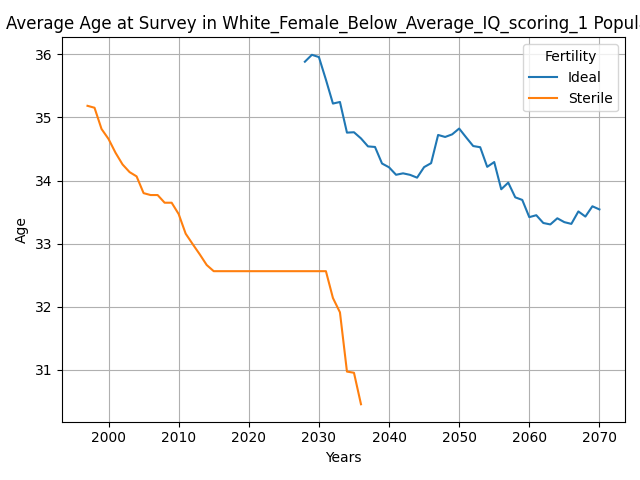 Average Age at Survey in White_Female_Below_Average_IQ_scoring_1 Popul
Fertility
Ideal
Sterile
36
35
34
33
32
31
Age
2000 2010 2020 2030 2040 2050 2060 2070
Years